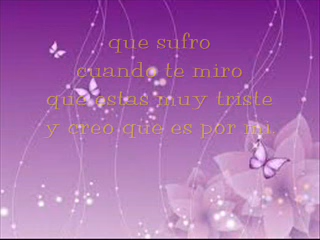 que sufro
cuando te miro
que estas muy triste
y creo que es por mi